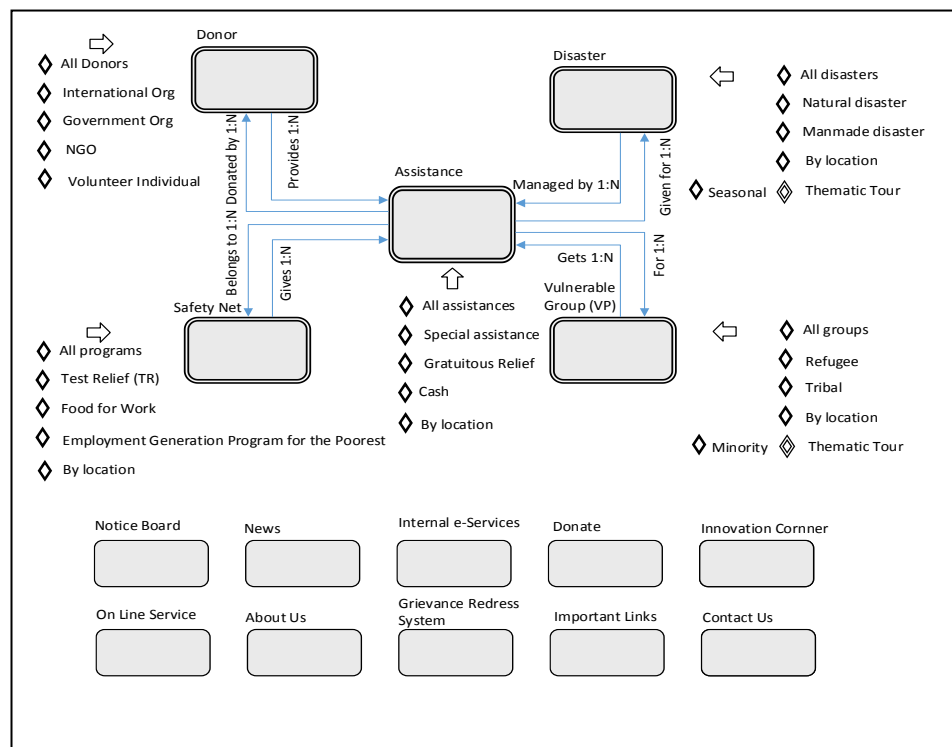 Donor
All Donors
International Org
Government Org
NGO
Volunteer Individual
Disaster
All disasters
Natural disaster
Manmade disaster
By location
Seasonal
Thematic Tour
Donated by 1:N
Provides 1:N
Assistance
Managed by 1:N
Given for 1:N
Belongs to 1:N
Gives 1:N
Gets 1:N
For 1:N
Safety Net
All programs
Test Relief (TR)
Food for Work
Employment Generation Program for the Poorest
By location
All assistances
Special assistance
Gratuitous Relief
Cash
By location
Vulnerable
Group (VP)
All groups
Refugee
Tribal
By location
Minority
Thematic Tour
Notice Board
News
Internal e-Services
Donate
Innovation Cornner
On Line Service
About Us
Grievance Redress
System
Important Links
Contact Us